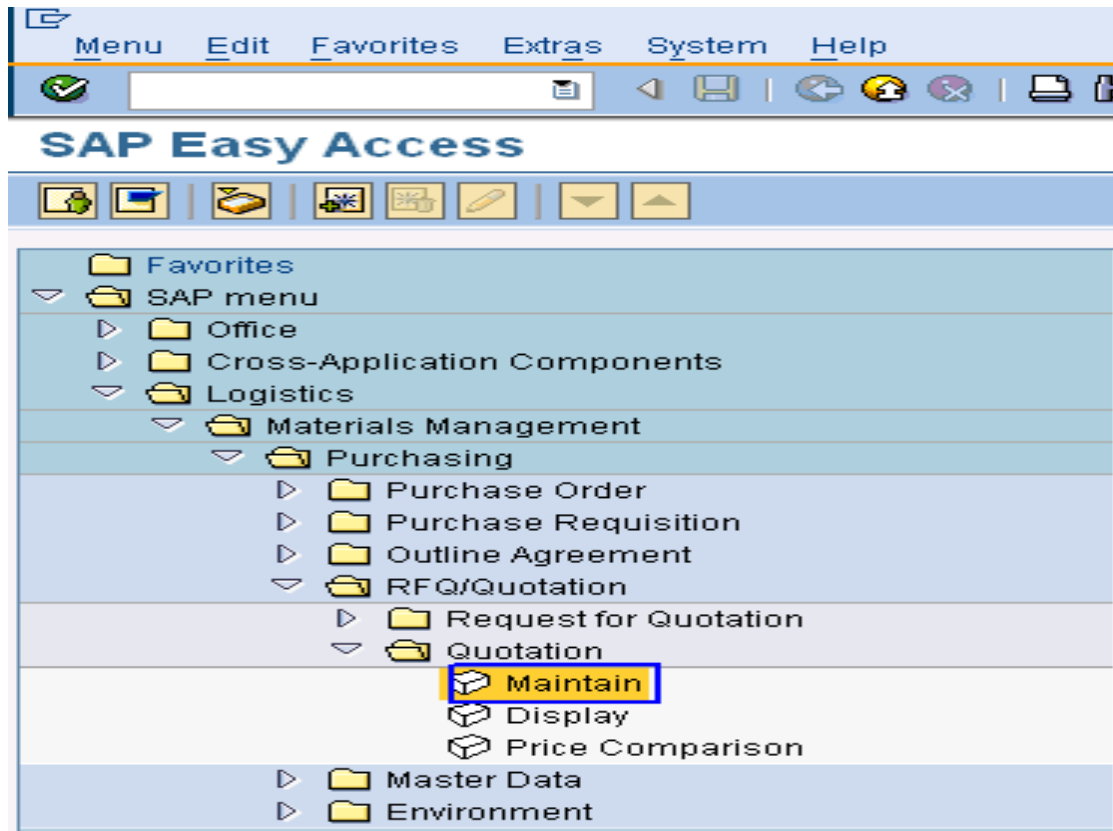 Menu Edit Favorites Extras System Help
SAP Easy Access
Favorites
SAP menu
Office
Cross-Application Components
Logistics
Materials Management
Purchasing
Purchase Order
Purchase Requisition
Outline Agreement
RFQ/Quotation
Request for Quotation
Quotation
Maintain
Display
Price Comparison
Master Data
Environment